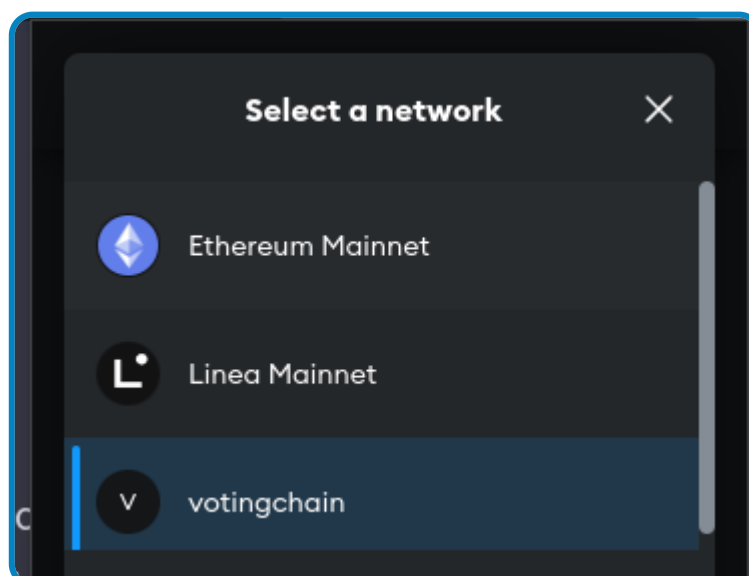 Select a network
Ethereum Mainnet
L
Linea Mainnet
V
votingchain